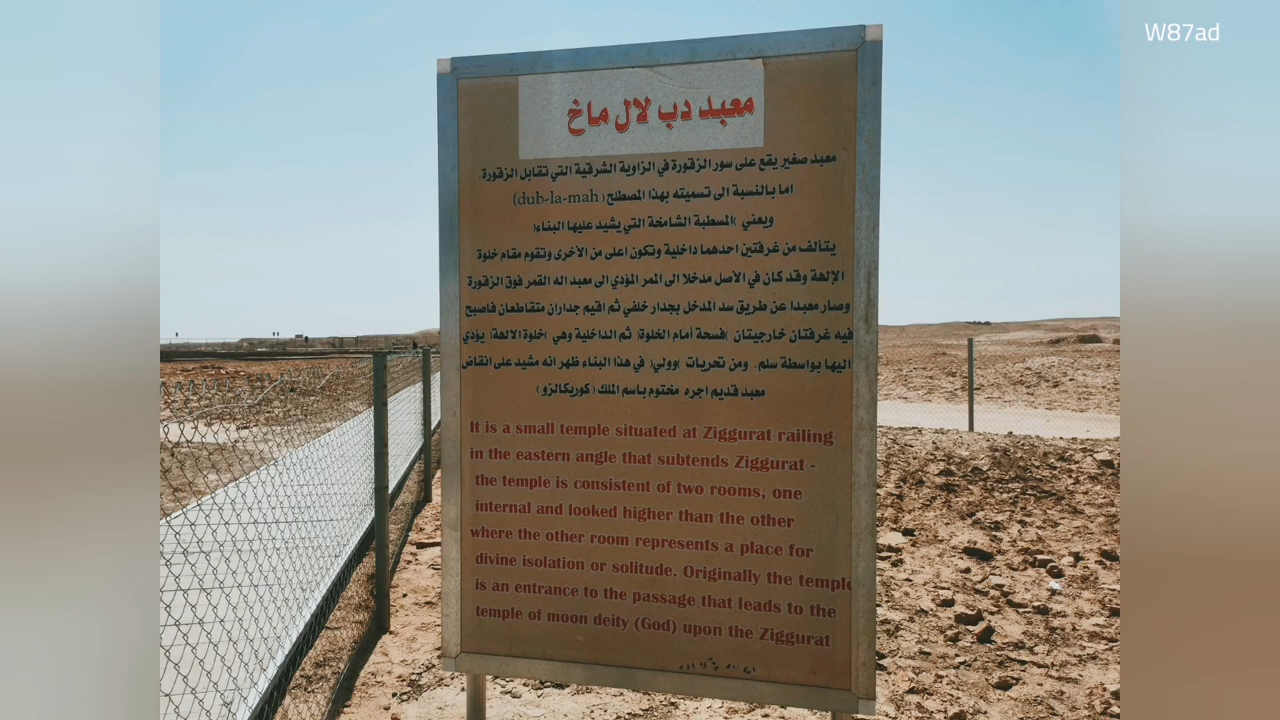 W87ad
معبد دب لال ماخ
معبد صغير يقع على سور الزقورة في الزاوية الشرقية التي تقابل الزقورة.
اما بالنسبة الى تسميته بهذا المصطلح (dub-la-mah)
ويعني )المسطبة الشامخة التي يشيد عليها البناء(
يتألف من غرفتين احدهما داخلية وتكون اعلى من الأخرى وتقوم مقام خلوة
الإلهة وقد كان في الأصل مدخلا الى الممر المؤدي الى معبد اله القمر فوق الزقورة
وصار معبدا عن طريق سد المدخل بجدار خلفي ثم اقيم جداران متقاطعان فاصبح
فيه غرفتان خارجيتان )فسحة أمام الخلوة( ثم الداخلية وهي )خلوة الالهة( يؤدي
اليها بواسطة سلم. ومن تحريات )وولي( في هذا البناء ظهر انه مشيد على انقاض
معبد قديم اجره مختوم باسم الملك (كوريكالزو)
It is a small temple situated at Ziggurat railing
in the eastern angle that subtends Ziggurat -
the temple is consistent of two rooms, one
internal and looked higher than the other
where the other room represents a place for
divine isolation or solitude. Originally the temple
is an entrance to the passage that leads to the
temple of moon deity (God) upon the Ziggurat